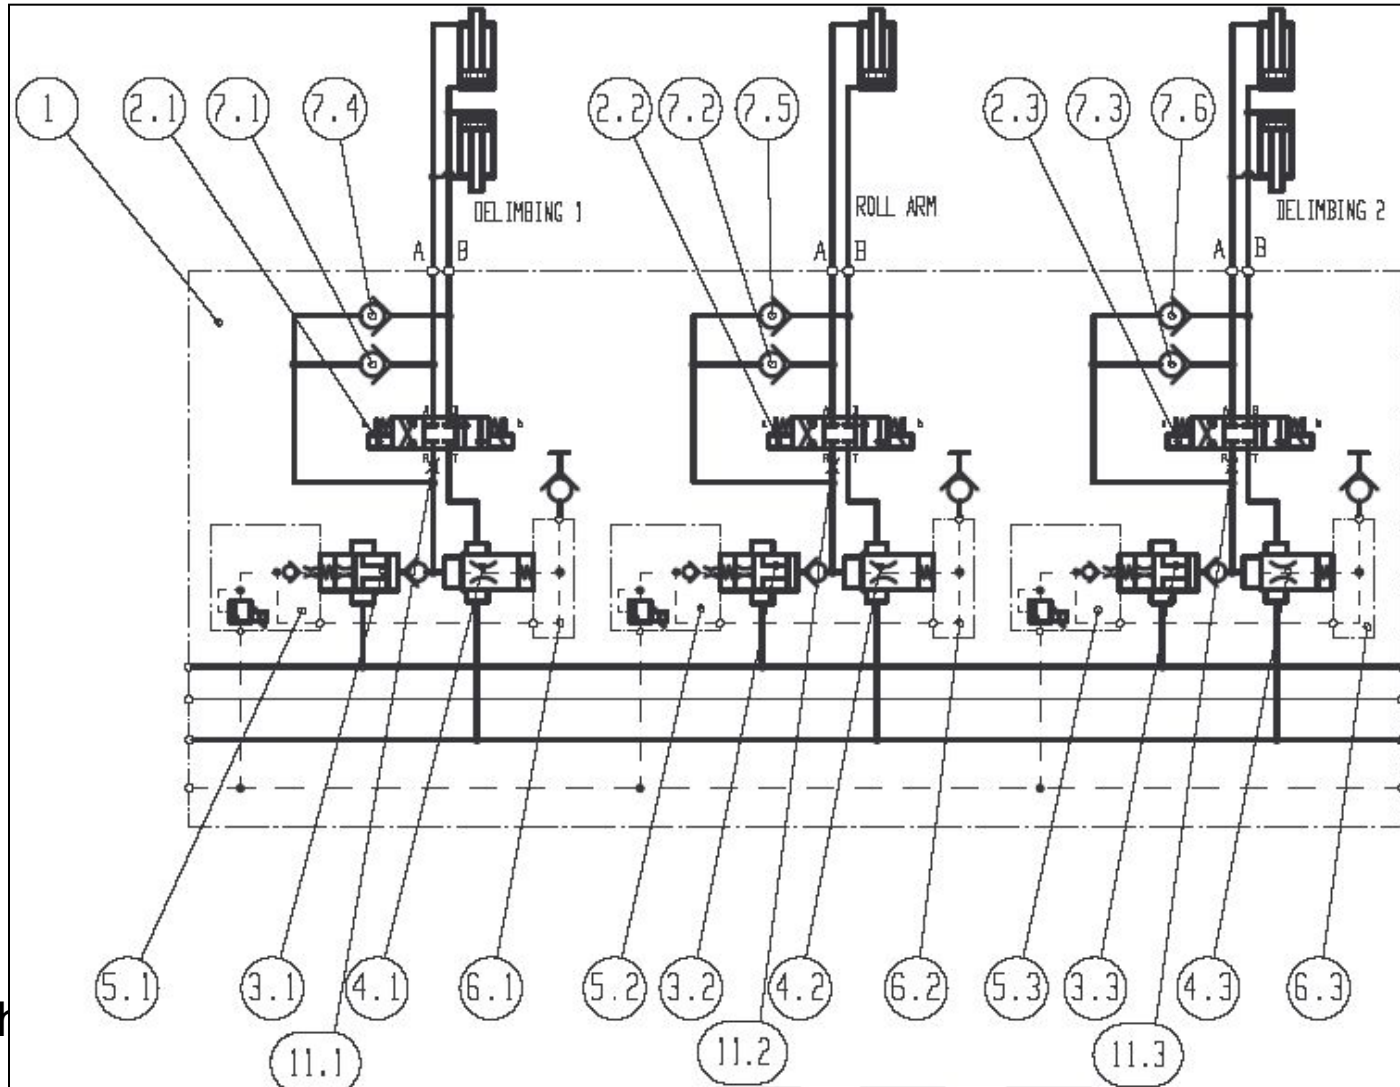 1 2.1 7.1 7.4 2.2 7.2 7.5 2.3 7.3 7.6
DELIMBING 1 ROLL ARM DELIMBING 2
A B A B A B
5.1 3.1 4.1 6.1 5.2 3.2 4.2 6.2 5.3 3.3 4.3 6.3
11.1 11.2 11.3